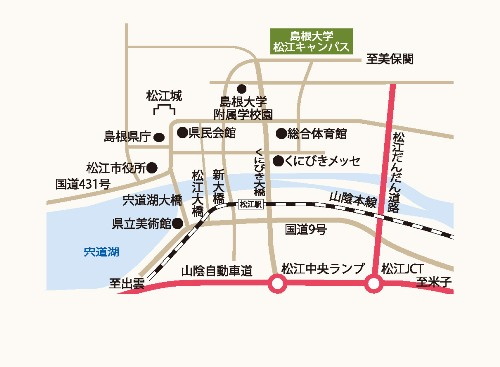 島根大学
松江キャンパス
至美保関
松江城
島根大学
附属学校園
島根県庁
県民会館
総合体育館
松江市役所
くにびきメッセ
国道431号
宍道湖大橋
松江大橋
新大橋
くにびき大橋
松江だんだん道路
県立美術館
松江駅
山陰本線
国道9号
宍道湖
山陰自動車道
松江中央ランプ
松江JCT
至出雲
至米子